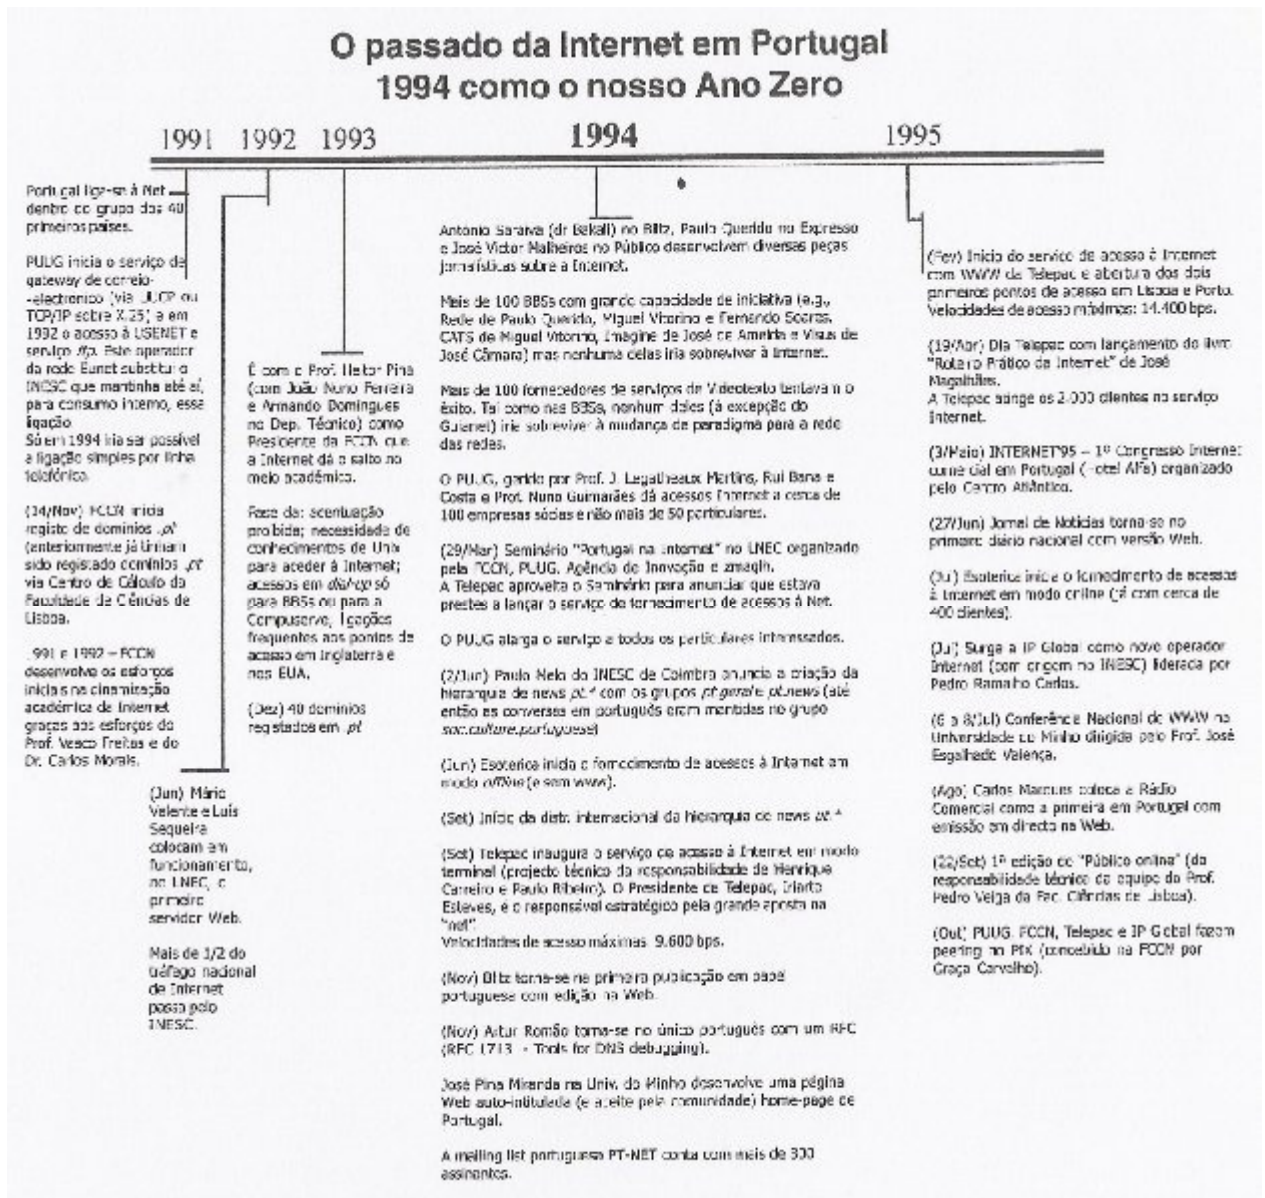 O passado da Internet em Portugal
1994 como o nosso Ano Zero
1991 1992 1993 1994 1995
Portugal liga-se à Net
dentro do grupo dos 40
primeiros países.
PUUG inicia o serviço de
gateway de correio-
-electronico (via UUCP ou
TCP/IP sobre X.25) e em
1992 o acesso à USENET e
serviço ftp. Este operador
da rede Eunet substitui o
INESC que mantinha até aí,
para consumo interno, essa
ligação
Só em 1994 iria ser possível
a ligação simples por linha
telefónica.
(14/Nov) FCCN inicia
registo de dominios .pt
(anteriormente já tinham
sido registado domínios .pt
via Centro de Cálculo da
Faculdade de Ciências de
Lisboa.
1991 e 1992 – FCCN
desenvolve os esforços
iniciais na dinamização
académica da Internet
graças aos esforços do
Prof. Vasco Freitas e do
Dr. Carlos Morais.
(Jun) Mário
Valente e Luís
Sequeira
colocam em
funcionamento,
no LNEC, o
primeiro
servidor Web.
Mais de 1/2 do
tráfego nacional
de Internet
passa pelo
INESC.
É com o Prof. Heitor Pina
(com João Nuno Ferreira
e Armando Domingues
no Dep. Técnico) como
Presidente da FCCN que
a Internet dá o salto no
meio académico.
Fase da: acentuação
proibida; necessidade de
conhecimentos de Unix
para aceder à Internet;
acessos em dial-up só
para BBSs ou para a
Compuserve, ligações
frequentes aos pontos de
acesso em Inglaterra e
nos EUA.
(Dez) 40 dominios
registados em .pt
António Saraiva (dr Bakali) no Blitz, Paulo Querido no Expresso
e José Victor Malheiros no Público desenvolvem diversas peças
jornalísticas sobre a Internet.
Mais de 100 BBSs com grande capacidade de iniciativa (e.g.,
Rede de Paulo Querido, Miguel Vitorino e Fernando Soares,
CATS de Miguel Vitorino, Imagine de José de Almeida e Visus de
José Câmara) mas nenhuma delas iria sobreviver à Internet.
Mais de 100 fornecedores de serviços de Videotexto tentavam o
êxito. Tal como nas BBSs, nenhum deles (à excepção do
Guianet) iria sobreviver à mudança de paradigma para a rede
das redes.
O PUUG, gerido por Prof. J. Legatheaux Martins, Rui Bana e
Costa e Prof. Nuno Guimarães dá acessos Internet a cerca de
100 empresas sócias e não mais de 50 particulares.
(29/Mar) Seminário "Portugal na Internet" no LNEC organizado
pela FCCN, PUUG, Agência de Inovação e
A Telepac aproveita o Seminário para anunciar que estava
prestes a lançar o serviço de fornecimento de acessos à Net.
O PUUG alarga o serviço a todos os particulares interessados.
(2/Jun) Paulo Melo do INESC de Coimbra anuncia a criação da
hierarquia de news pt.* com os grupos pt.geral e pt.news (até
então as conversas em português eram mantidas no grupo
soc.culture.portuguese)
(Jun) Esoterica inicia o fornecimento de acessos à Internet em
modo offline (e sem www).
(Set) Início da distr. internacional da hierarquia de news pt.*
(Set) Telepac inaugura o serviço de acesso à Internet em modo
terminal (projecto técnico da responsabilidade de Henrique
Carreiro e Paulo Ribeiro). O Presidente da Telepac, Iriarte
Esteves, é o responsável estratégico pela grande aposta na
"net".
Velocidades de acesso máximas 9.600 bps.
(Nov) Blitz torna-se na primeira publicação em papel
portuguesa com edição na Web.
(Nov) Artur Romão torna-se no único português com um RFC
(RFC 1713 - Tools for DNS debugging).
José Pina Miranda na Univ. do Minho desenvolve uma página
Web auto-intitulada (e aceite pela comunidade) home-page de
Portugal.
A mailing list portuguesa PT-NET conta com mais de 300
assinantes.
(Fev) Inicio do servico de acesso à Internet
com WWW da Telepac e abertura dos dois
primeiros pontos de acesso em Lisboa e Porto.
Velocidades de acesso máximas: 14.400 bps.
(19/Abr) Dia Telepac com lançamento do livro
"Roteiro Prático da Internet" de José
Magalhães.
A Telepac atinge os 2.000 clientes no serviço
Internet.
(3/Maio) INTERNET'95 – 1º Congresso Internet
comercial em Portugal (Hotel Alfa) organizado
pelo Centro Atlântico.
(27/Jun) Jornal de Notícias torna-se no
primeiro diário nacional com versão Web.
(Jul) Esoterica inicia o fornecimento de acessos
à Internet em modo online (já com cerca de
400 clientes).
(Jul) Surge a IP Global como novo operador
Internet (com origem no INESC) liderada por
Pedro Ramalho Carlos.
(6 a 8/Jul) Conferência Nacional de WWW na
Universidade do Minho dirigida pelo Prof. José
Esgalhado Valença.
(Ago) Carlos Marques coloca a Rádio
Comercial como a primeira em Portugal com
emissão em directo na Web.
(22/Set) 1ª edição do "Público online" (da
responsabilidade técnica da equipe do Prof.
Pedro Veiga da Fac. Ciências de Lisboa).
(Out) PUUG, FCCN, Telepac e IP Global fazem
peering no PIX (concebido na FCCN por
Graça Carvalho).